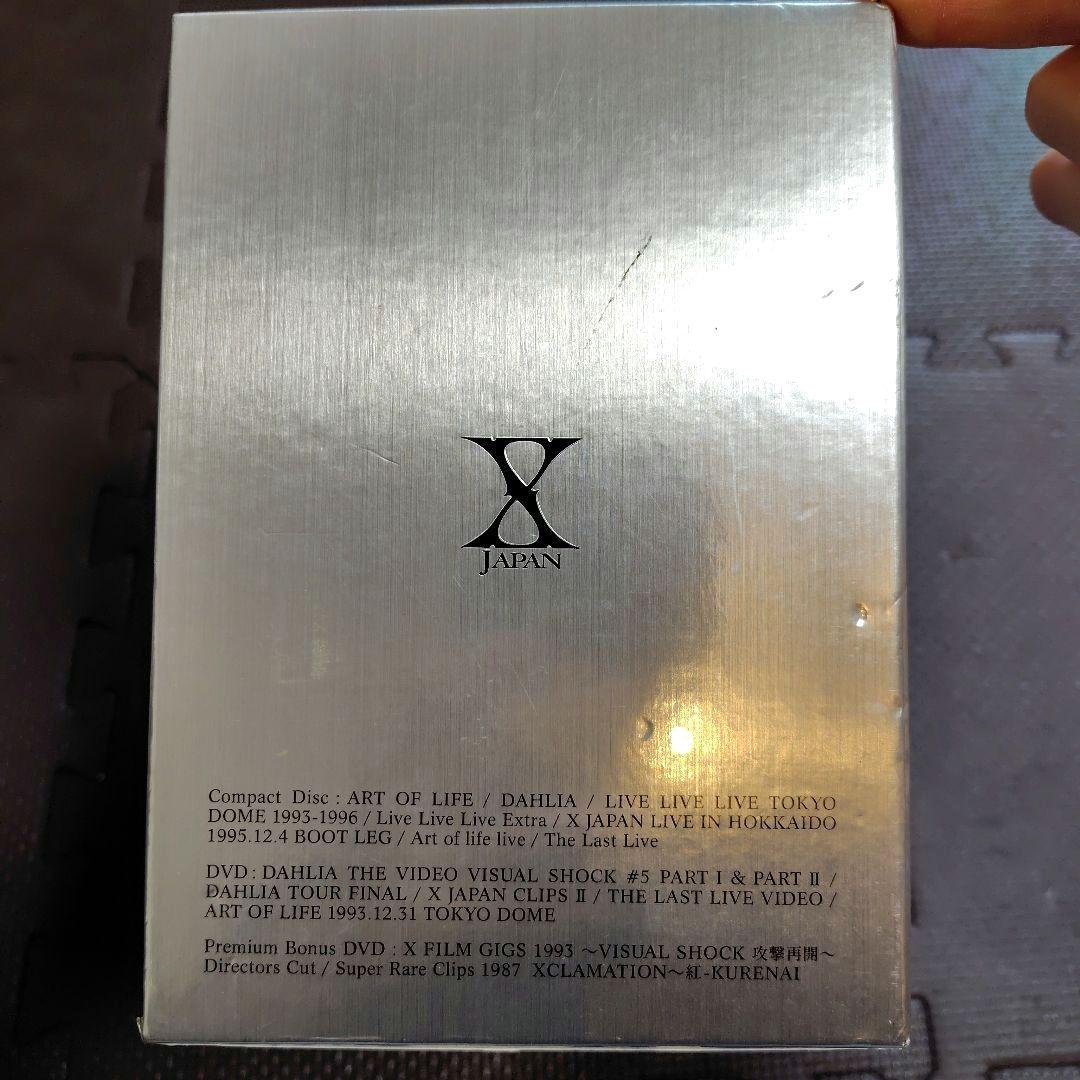 X
JAPAN
Compact Disc : ART OF LIFE / DAHLIA / LIVE LIVE LIVE TOKYO
DOME 1993-1996 / Live Live Live Extra / X JAPAN LIVE IN HOKKAIDO
1995.12.4 BOOT LEG / Art of life live / The Last Live
DVD : DAHLIA THE VIDEO VISUAL SHOCK #5 PART I & PART II /
DAHLIA TOUR FINAL / X JAPAN CLIPS II / THE LAST LIVE VIDEO /
ART OF LIFE 1993.12.31 TOKYO DOME
Premium Bonus DVD : X FILM GIGS 1993 ～VISUAL SHOCK 攻撃再開～
Directors Cut / Super Rare Clips 1987 XCLAMATION～紅-KURENAI